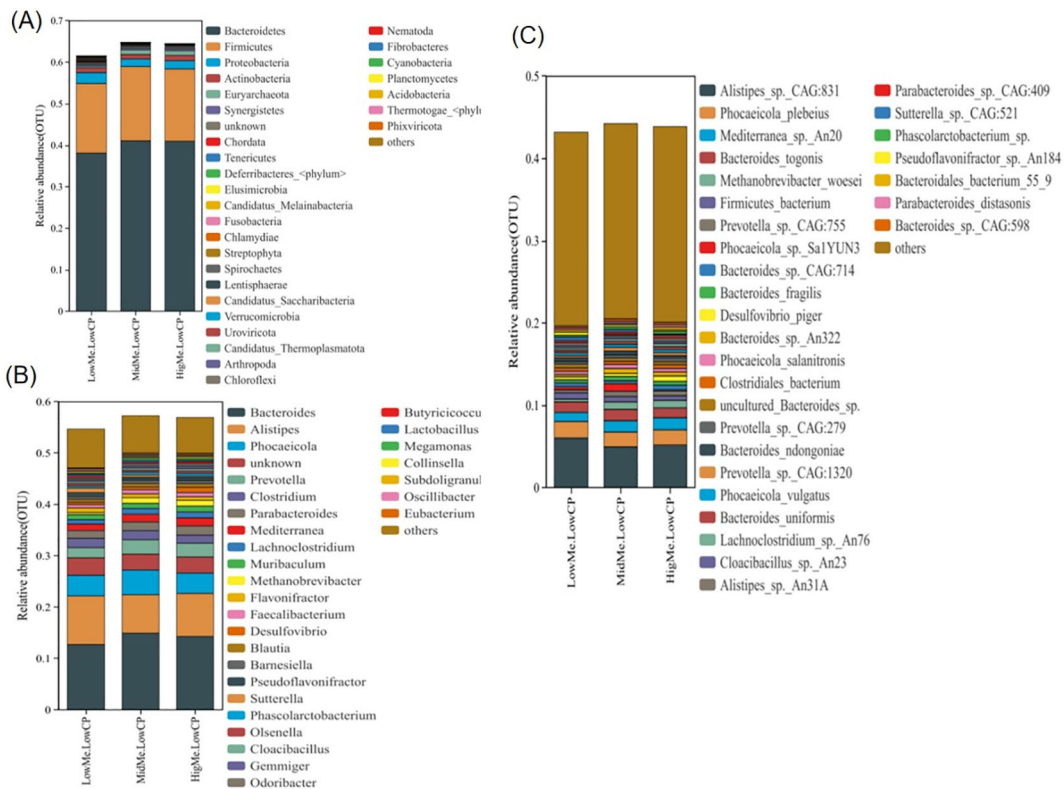 (A)
0.7
0.6
0.5
0.4
0.3
0.2
0.1
0
Relative abundance(OTU)
LowMe.LowCP
MidMe.LowCP
HigMe.LowCP
Bacteroidetes
Firmicutes
Proteobacteria
Actinobacteria
Euryarchaeota
Synergistetes
unknown
Chordata
Tenericutes
Deferribacteres_<phylum>
Elusimicrobia
Candidatus_Melainabacteria
Fusobacteria
Chlamydiae
Streptophyta
Spirochaetes
Lentisphaerae
Candidatus_Saccharibacteria
Verrucomicrobia
Uroviricota
Candidatus_Thermoplasmatota
Arthropoda
Chloroflexi
Nematoda
Fibrobacteres
Cyanobacteria
Planctomycetes
Acidobacteria
Thermotogae_<phylu
Phixviricota
others
(B)
0.6
0.5
0.4
0.3
0.2
0.1
0
Relative abundance(OTU)
LowMe.LowCP
MidMe.LowCP
HigMe.LowCP
Bacteroides
Alistipes
Phocaeicola
unknown
Prevotella
Clostridium
Parabacteroides
Mediterranea
Lachnoclostridium
Muribaculum
Methanobrevibacter
Flavonifractor
Faecalibacterium
Desulfovibrio
Blautia
Barnesiella
Pseudoflavonifractor
Sutterella
Phascolarctobacterium
Olsenella
Cloacibacillus
Gemmiger
Odoribacter
Butyricicoccu
Lactobacillus
Megamonas
Collinsella
Subdoligranul
Oscillibacter
Eubacterium
others
(C)
0.5
0.4
0.3
0.2
0.1
0
Relative abundance(OTU)
LowMe.LowCP
MidMe.LowCP
HigMe.LowCP
Alistipes_sp._CAG:831
Phocaeicola_plebeius
Mediterranea_sp._An20
Bacteroides_togonis
Methanobrevibacter_woesei
Firmicutes_bacterium
Prevotella_sp._CAG:755
Phocaeicola_sp._Sa1YUN3
Bacteroides_sp._CAG:714
Bacteroides_fragilis
Desulfovibrio_piger
Bacteroides_sp._An322
Phocaeicola_salanitronis
Clostridiales_bacterium
uncultured_Bacteroides_sp.
Prevotella_sp._CAG:279
Bacteroides_ndongoniae
Prevotella_sp._CAG:1320
Phocaeicola_vulgatus
Bacteroides_uniformis
Lachnoclostridium_sp._An76
Cloacibacillus_sp._An23
Alistipes_sp._An31A
Parabacteroides_sp._CAG:409
Sutterella_sp._CAG:521
Phascolarctobacterium_sp.
Pseudoflavonifractor_sp._An184
Bacteroidales_bacterium_55_9
Parabacteroides_distasonis
Bacteroides_sp._CAG:598
others